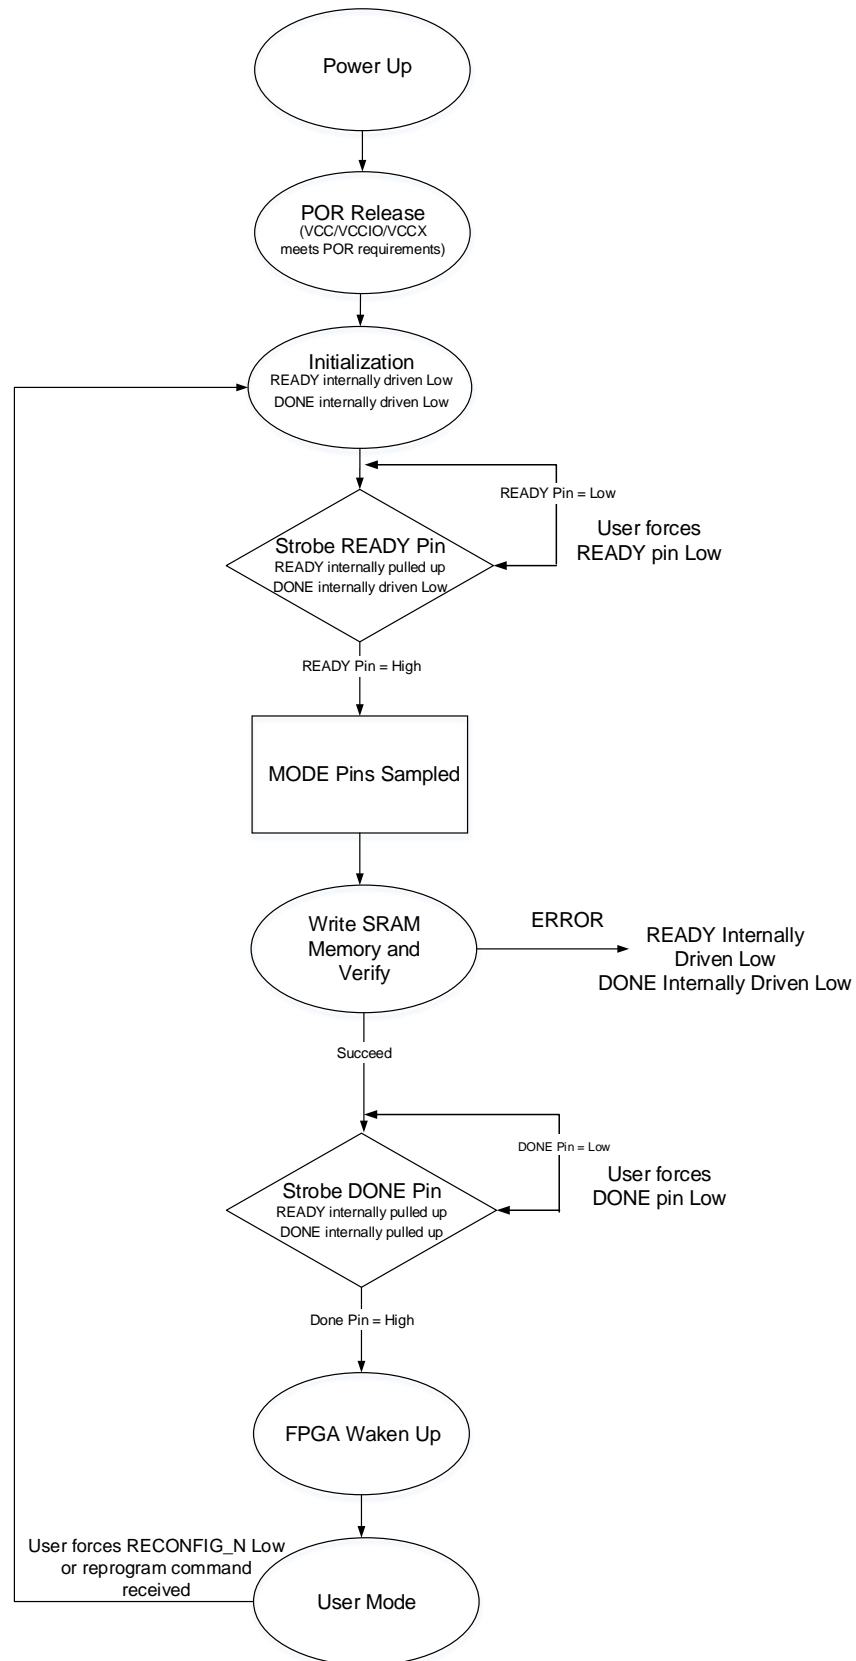 Power Up
POR Release
(VCC/VCCIO/VCCX
meets POR requirements)
Initialization
READY internally driven Low
DONE internally driven Low
READY Pin = Low
User forces
READY pin Low
Strobe READY Pin
READY internally pulled up
DONE internally driven Low
READY Pin = High
MODE Pins Sampled
Write SRAM
Memory and
Verify
ERROR
READY Internally
Driven Low
DONE Internally Driven Low
Succeed
DONE Pin = Low
User forces
DONE pin Low
Strobe DONE Pin
READY internally pulled up
DONE internally pulled up
Done Pin = High
FPGA Waken Up
User forces RECONFIG_N Low
or reprogram command
received
User Mode